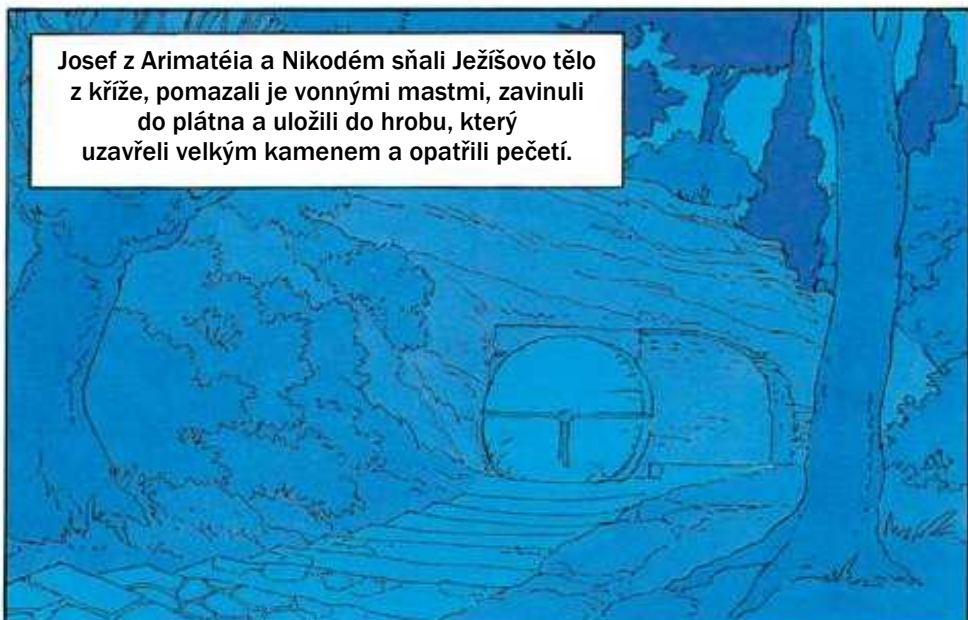 Josef z Arimatéia a Nikodém sňali Ježíšovo tělo
z kříže, pomazali je vonnými mastmi, zavinuli
do plátna a uložili do hrobu, který
uzavřeli velkým kamenem a opatřili pečetí.